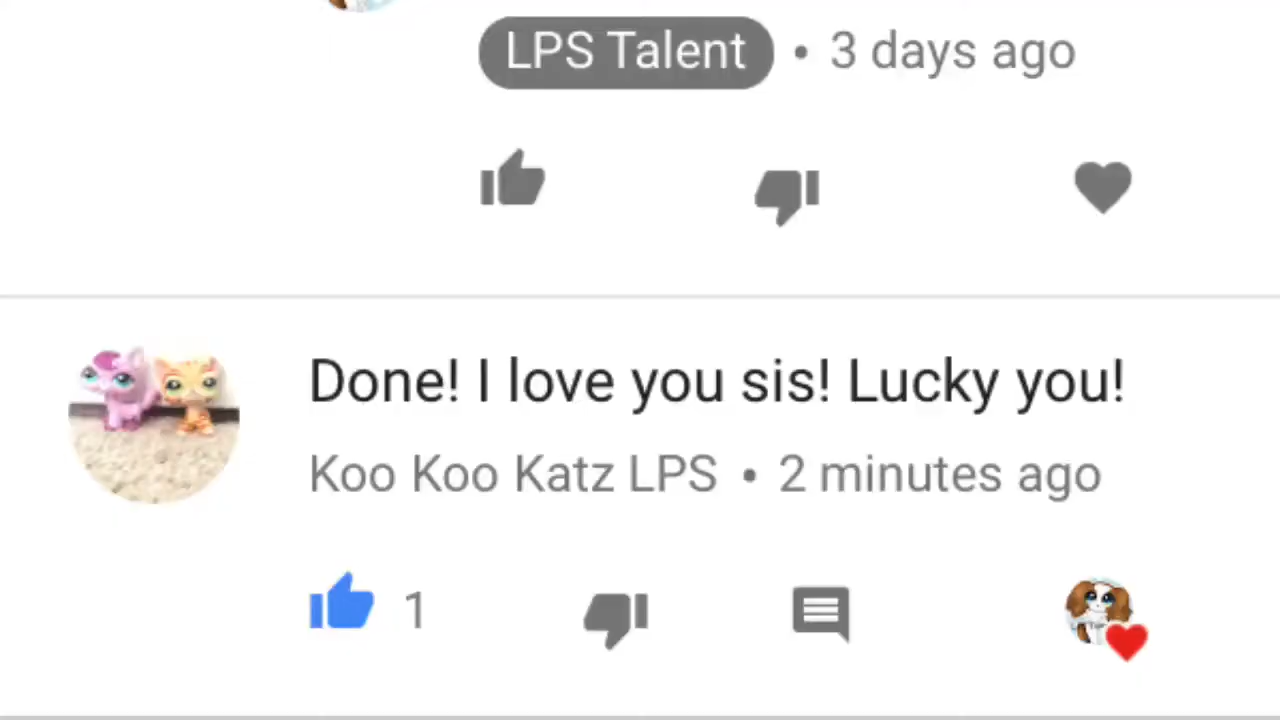 LPS Talent • 3 days ago
Done! I love you sis! Lucky you!
Koo Koo Katz LPS • 2 minutes ago
1